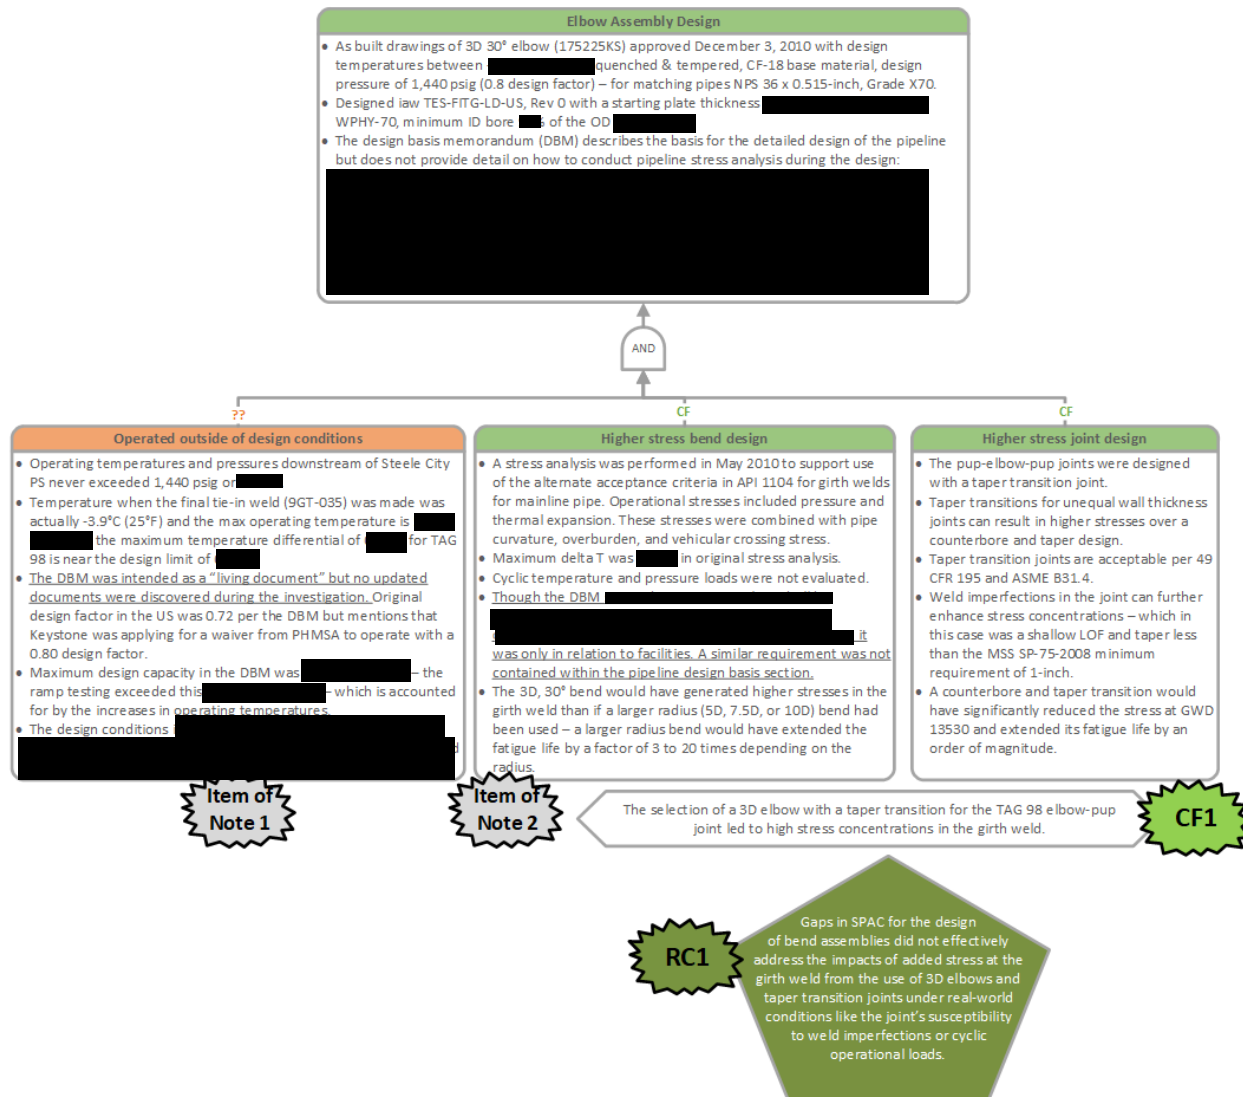 Elbow Assembly Design
• As built drawings of 3D 30° elbow (175225KS) approved December 3, 2010 with design
temperatures between quenched & tempered, CF-18 base material, design
pressure of 1,440 psig (0.8 design factor) – for matching pipes NPS 36 x 0.515-inch, Grade X70.
• Designed iaw TES-FITG-LD-US, Rev 0 with a starting plate thickness
WPHY-70, minimum ID bore % of the OD
• The design basis memorandum (DBM) describes the basis for the detailed design of the pipeline
but does not provide detail on how to conduct pipeline stress analysis during the design:
AND
??
CF
CF
Operated outside of design conditions
• Operating temperatures and pressures downstream of Steele City
PS never exceeded 1,440 psig or
• Temperature when the final tie-in weld (9GT-035) was made was
actually -3.9°C (25°F) and the max operating temperature is
the maximum temperature differential of for TAG
98 is near the design limit of
• The DBM was intended as a “living document” but no updated
documents were discovered during the investigation. Original
design factor in the US was 0.72 per the DBM but mentions that
Keystone was applying for a waiver from PHMSA to operate with a
0.80 design factor.
• Maximum design capacity in the DBM was – the
ramp testing exceeded this – which is accounted
for by the increases in operating temperatures.
• The design conditions
Higher stress bend design
• A stress analysis was performed in May 2010 to support use
of the alternate acceptance criteria in API 1104 for girth welds
for mainline pipe. Operational stresses included pressure and
thermal expansion. These stresses were combined with pipe
curvature, overburden, and vehicular crossing stress.
• Maximum delta T was in original stress analysis.
• Cyclic temperature and pressure loads were not evaluated.
• Though the DBM
it
was only in relation to facilities. A similar requirement was not
contained within the pipeline design basis section.
• The 3D, 30° bend would have generated higher stresses in the
girth weld than if a larger radius (5D, 7.5D, or 10D) bend had
been used – a larger radius bend would have extended the
fatigue life by a factor of 3 to 20 times depending on the
radius.
Higher stress joint design
• The pup-elbow-pup joints were designed
with a taper transition joint.
• Taper transitions for unequal wall thickness
joints can result in higher stresses over a
counterbore and taper design.
• Taper transition joints are acceptable per 49
CFR 195 and ASME B31.4.
• Weld imperfections in the joint can further
enhance stress concentrations – which in
this case was a shallow LOF and taper less
than the MSS SP-75-2008 minimum
requirement of 1-inch.
• A counterbore and taper transition would
have significantly reduced the stress at GWD
13530 and extended its fatigue life by an
order of magnitude.
Item of
Note 1
Item of
Note 2
The selection of a 3D elbow with a taper transition for the TAG 98 elbow-pup
joint led to high stress concentrations in the girth weld.
CF1
RC1
Gaps in SPAC for the design
of bend assemblies did not effectively
address the impacts of added stress at the
girth weld from the use of 3D elbows and
taper transition joints under real-world
conditions like the joint’s susceptibility
to weld imperfections or cyclic
operational loads.